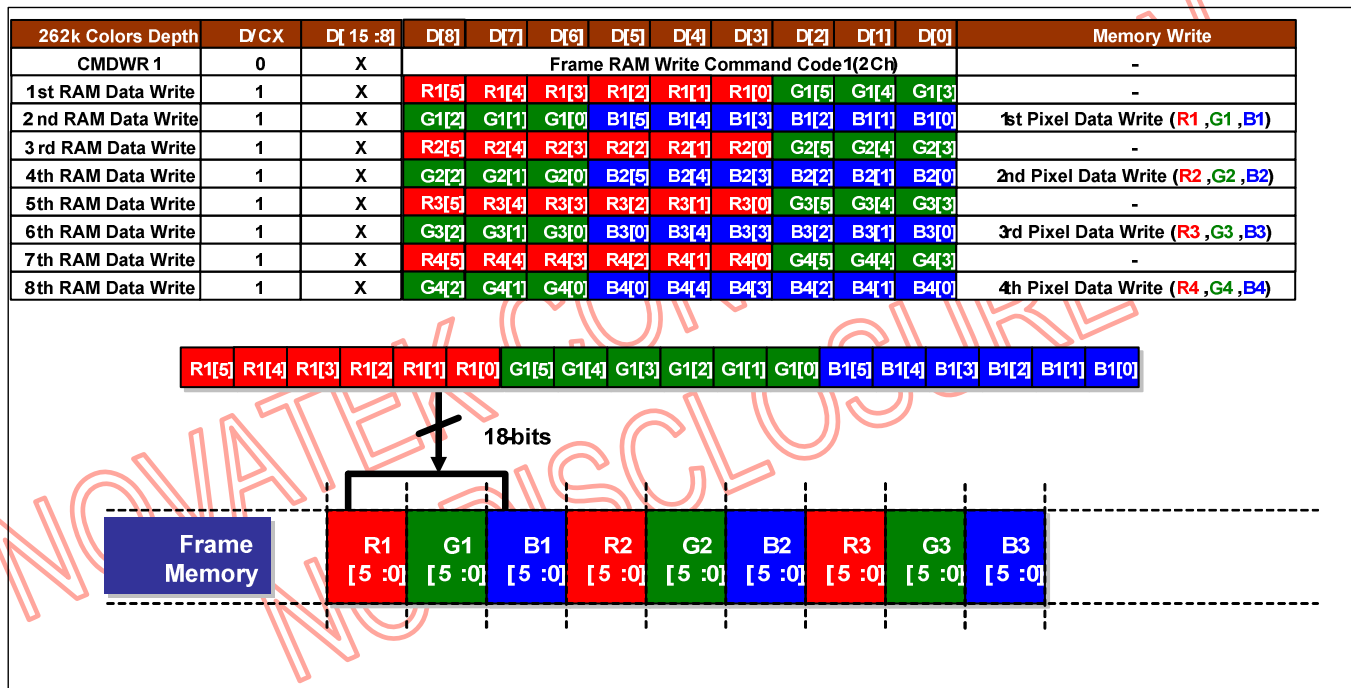 262k Colors Depth D/CX D[ 15 :8] D[8] D[7] D[6] D[5] D[4] D[3] D[2] D[1] D[0] Memory Write
CMDWR 1 0 X Frame RAM Write Command Code1(2Ch) -
1st RAM Data Write 1 X R1[5] R1[4] R1[3] R1[2] R1[1] R1[0] G1[5] G1[4] G1[3] -
2 nd RAM Data Write 1 X G1[2] G1[1] G1[0] B1[5] B1[4] B1[3] B1[2] B1[1] B1[0] 1st Pixel Data Write (R1 ,G1 ,B1)
3 rd RAM Data Write 1 X R2[5] R2[4] R2[3] R2[2] R2[1] R2[0] G2[5] G2[4] G2[3] -
4th RAM Data Write 1 X G2[2] G2[1] G2[0] B2[5] B2[4] B2[3] B2[2] B2[1] B2[0] 2nd Pixel Data Write (R2 ,G2 ,B2)
5th RAM Data Write 1 X R3[5] R3[4] R3[3] R3[2] R3[1] R3[0] G3[5] G3[4] G3[3] -
6th RAM Data Write 1 X G3[2] G3[1] G3[0] B3[0] B3[4] B3[3] B3[2] B3[1] B3[0] 3rd Pixel Data Write (R3 ,G3 ,B3)
7th RAM Data Write 1 X R4[5] R4[4] R4[3] R4[2] R4[1] R4[0] G4[5] G4[4] G4[3] -
8th RAM Data Write 1 X G4[2] G4[1] G4[0] B4[0] B4[4] B4[3] B4[2] B4[1] B4[0] 4th Pixel Data Write (R4 ,G4 ,B4)
R1[5] R1[4] R1[3] R1[2] R1[1] R1[0] G1[5] G1[4] G1[3] G1[2] G1[1] G1[0] B1[5] B1[4] B1[3] B1[2] B1[1] B1[0]
18-bits
Frame Memory
R1 G1 B1 R2 G2 B2 R3 G3 B3
[ 5 :0] [ 5 :0] [ 5 :0] [ 5 :0] [ 5 :0] [ 5 :0] [ 5 :0] [ 5 :0] [ 5 :0]
NOVATEK
DISCLOSURE